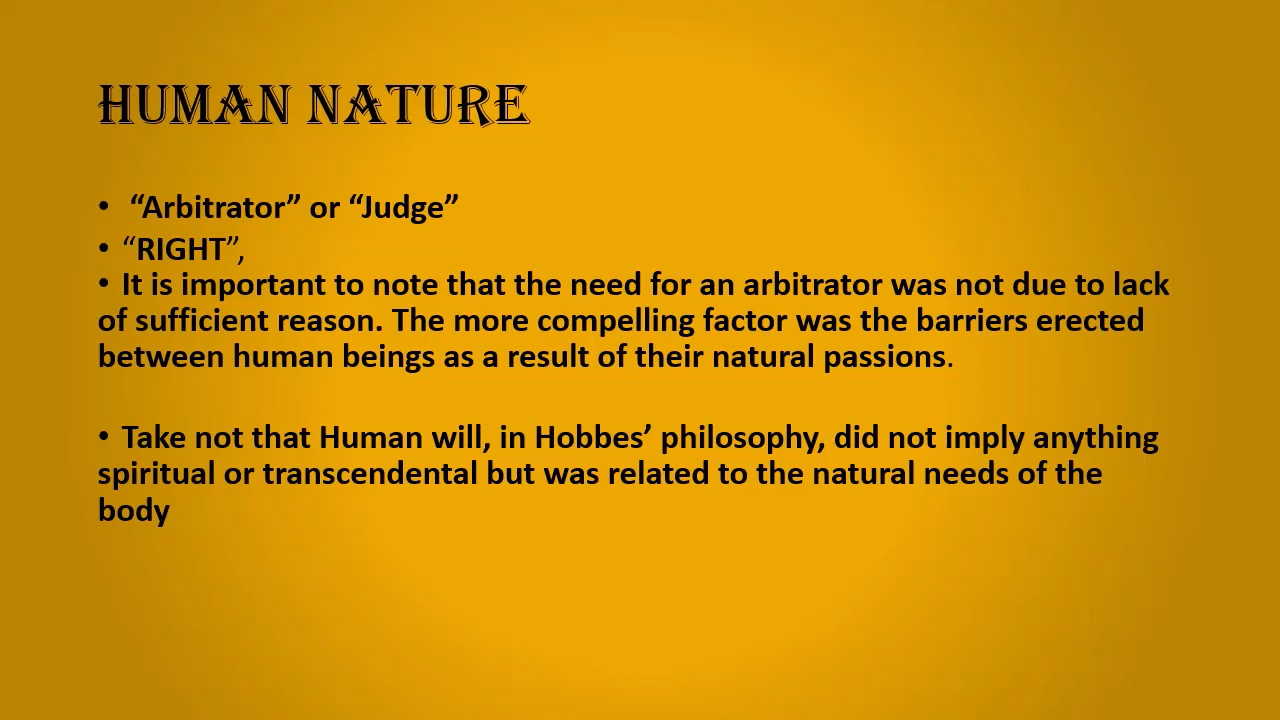 HUMAN NATURE
• “Arbitrator” or “Judge”
• “RIGHT”,
• It is important to note that the need for an arbitrator was not due to lack
of sufficient reason. The more compelling factor was the barriers erected
between human beings as a result of their natural passions.
• Take not that Human will, in Hobbes’ philosophy, did not imply anything
spiritual or transcendental but was related to the natural needs of the
body